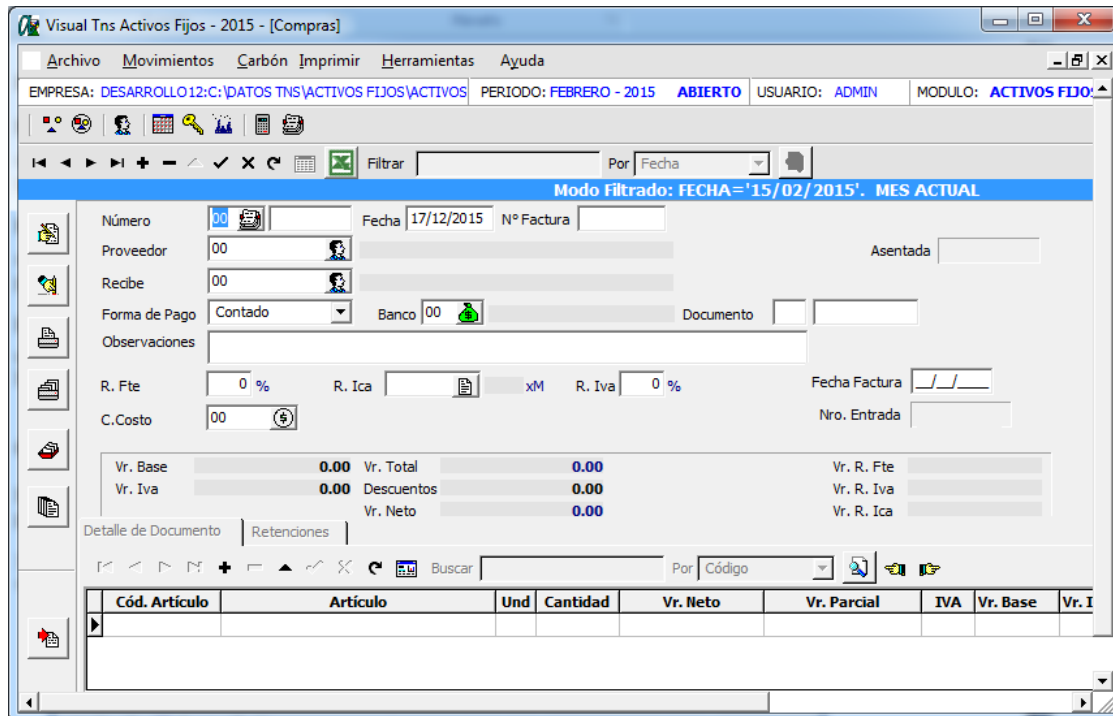 Visual Tns Activos Fijos - 2015 - [Compras]
Archivo Movimientos Carbón Imprimir Herramientas Ayuda
EMPRESA: DESARROLLO12:C:\DATOS TNS\ACTIVOS FIJOS\ACTIVOS PERIODO: FEBRERO - 2015 ABIERTO USUARIO: ADMIN MODULO: ACTIVOS FIJOS
Filtrar Por Fecha
Modo Filtrado: FECHA='15/02/2015'. MES ACTUAL
Número 00 Fecha 17/12/2015 Nº Factura
Proveedor 00 Asentada
Recibe 00
Forma de Pago Contado Banco 00 Documento
Observaciones
R. Fte 0 % R. Ica xM R. Iva 0 % Fecha Factura __/__/____
C.Costo 00 Nro. Entrada
Vr. Base 0.00 Vr. Total 0.00 Vr. R. Fte
Vr. Iva 0.00 Descuentos 0.00 Vr. R. Iva
Vr. Neto 0.00 Vr. R. Ica
Detalle de Documento Retenciones
Buscar Por Código
Cód. Artículo Artículo Und Cantidad Vr. Neto Vr. Parcial IVA Vr. Base Vr. I